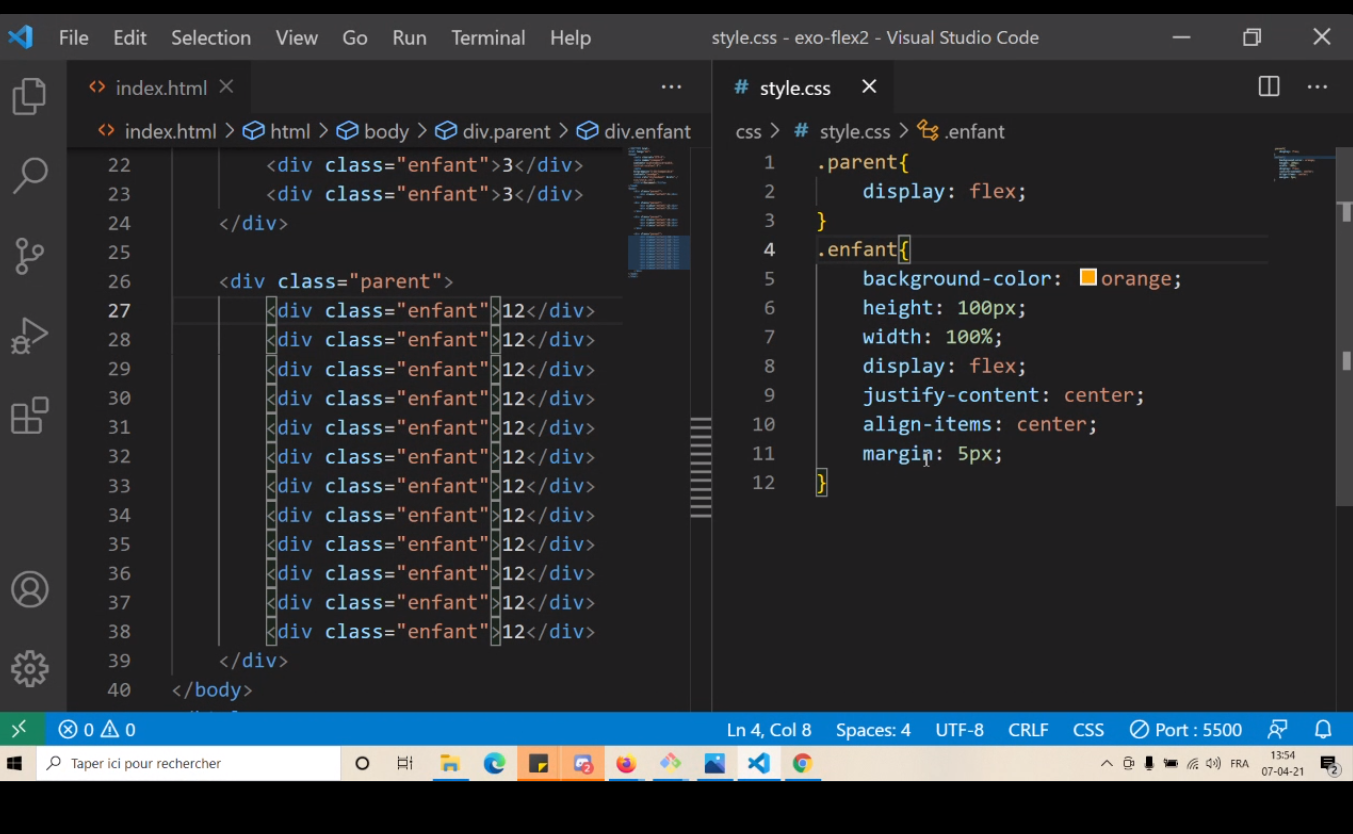 File Edit Selection View Go Run Terminal Help style.css - exo-flex2 - Visual Studio Code
index.html
index.html > html > body > div.parent > div.enfant
22 <div class="enfant">3</div>
23 <div class="enfant">3</div>
24 </div>
25
26 <div class="parent">
27 <div class="enfant">12</div>
28 <div class="enfant">12</div>
29 <div class="enfant">12</div>
30 <div class="enfant">12</div>
31 <div class="enfant">12</div>
32 <div class="enfant">12</div>
33 <div class="enfant">12</div>
34 <div class="enfant">12</div>
35 <div class="enfant">12</div>
36 <div class="enfant">12</div>
37 <div class="enfant">12</div>
38 <div class="enfant">12</div>
39 </div>
40 </body>
# style.css
css > # style.css > .enfant
1 .parent{
2 display: flex;
3 }
4 .enfant{
5 background-color: orange;
6 height: 100px;
7 width: 100%;
8 display: flex;
9 justify-content: center;
10 align-items: center;
11 margin: 5px;
12 }
0 0 Ln 4, Col 8 Spaces: 4 UTF-8 CRLF CSS Port : 5500
Taper ici pour rechercher
FRA
13:54
07-04-21
2